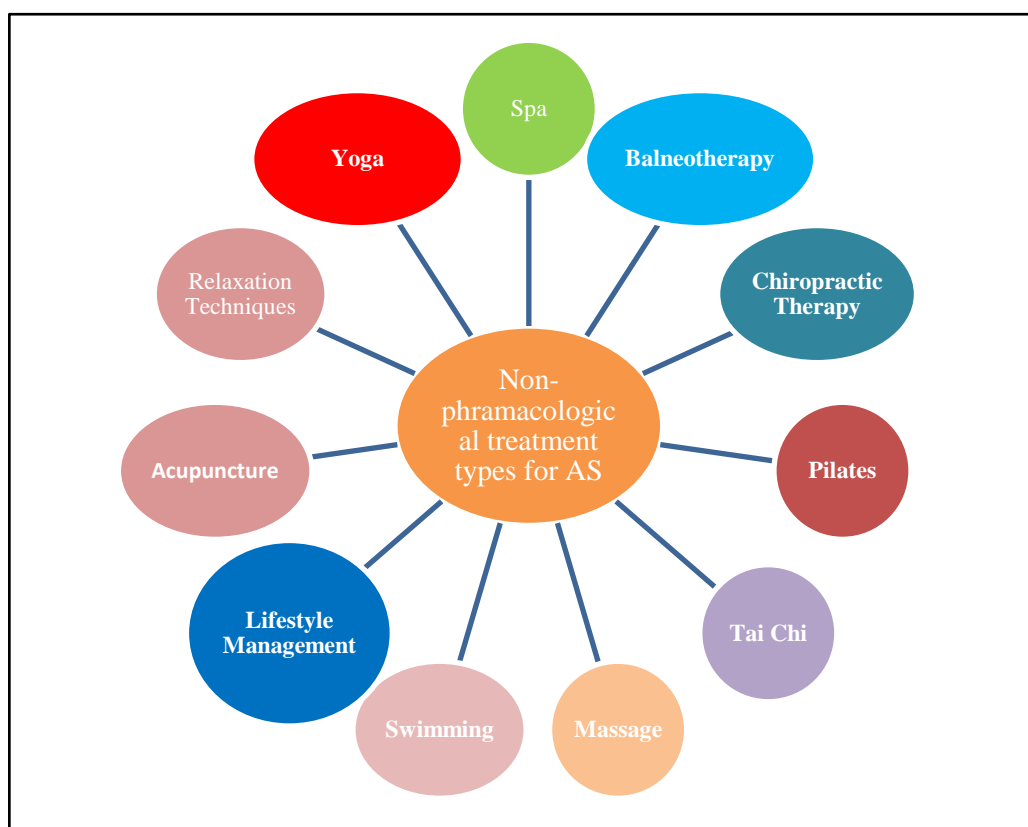 Spa
Balneotherapy
Chiropractic
Therapy
Pilates
Tai Chi
Massage
Swimming
Lifestyle
Management
Acupuncture
Relaxation
Techniques
Yoga
Non-
phramacologic
al treatment
types for AS